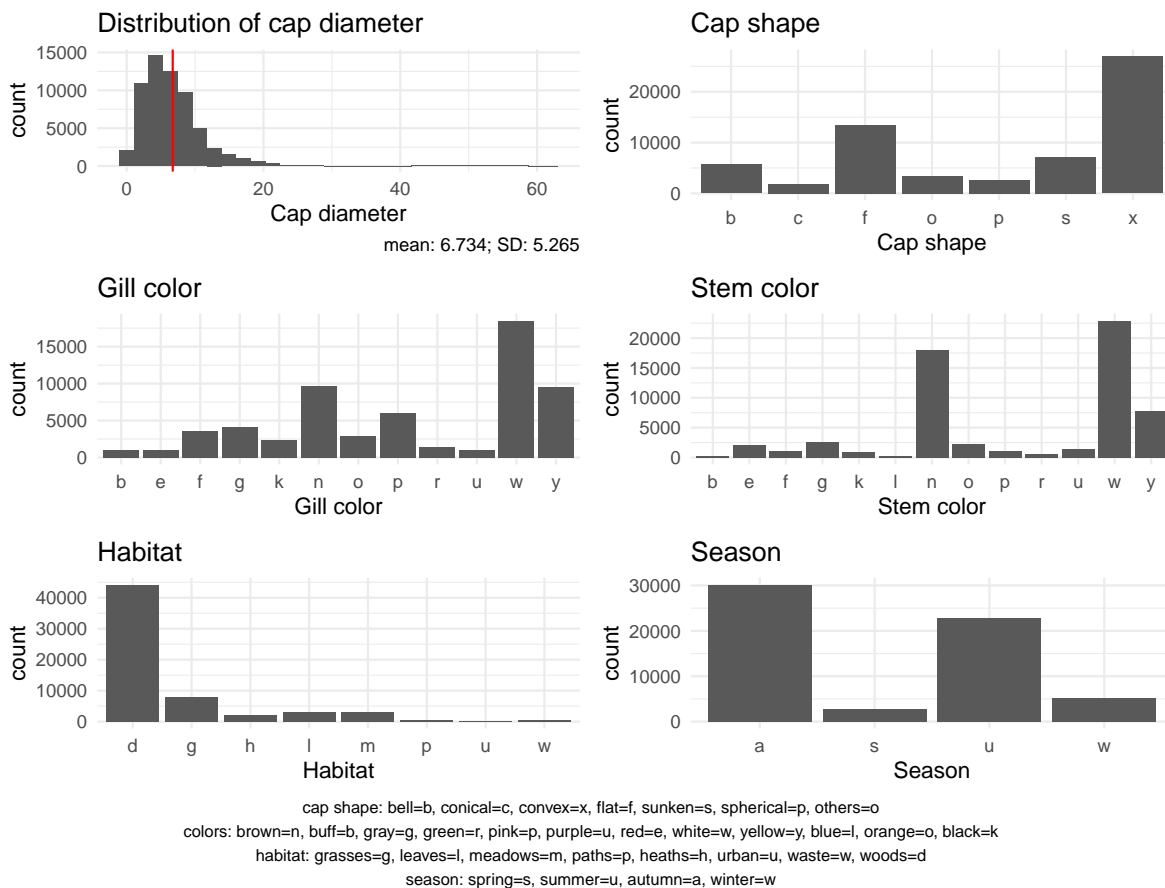 Distribution of cap diameter
15000
10000
5000
0
count
0 20 40 60
Cap diameter
mean: 6.734; SD: 5.265
Cap shape
20000
10000
0
count
b c f o p s x
Cap shape
Gill color
15000
10000
5000
0
count
b e f g k n o p r u w y
Gill color
Stem color
20000
15000
10000
5000
0
count
b e f g k l n o p r u w y
Stem color
Habitat
40000
30000
20000
10000
0
count
d g h l m p u w
Habitat
Season
30000
20000
10000
0
count
a s u w
Season
cap shape: bell=b, conical=c, convex=x, flat=f, sunken=s, spherical=p, others=o
colors: brown=n, buff=b, gray=g, green=r, pink=p, purple=u, red=e, white=w, yellow=y, blue=l, orange=o, black=k
habitat: grasses=g, leaves=l, meadows=m, paths=p, heaths=h, urban=u, waste=w, woods=d
season: spring=s, summer=u, autumn=a, winter=w